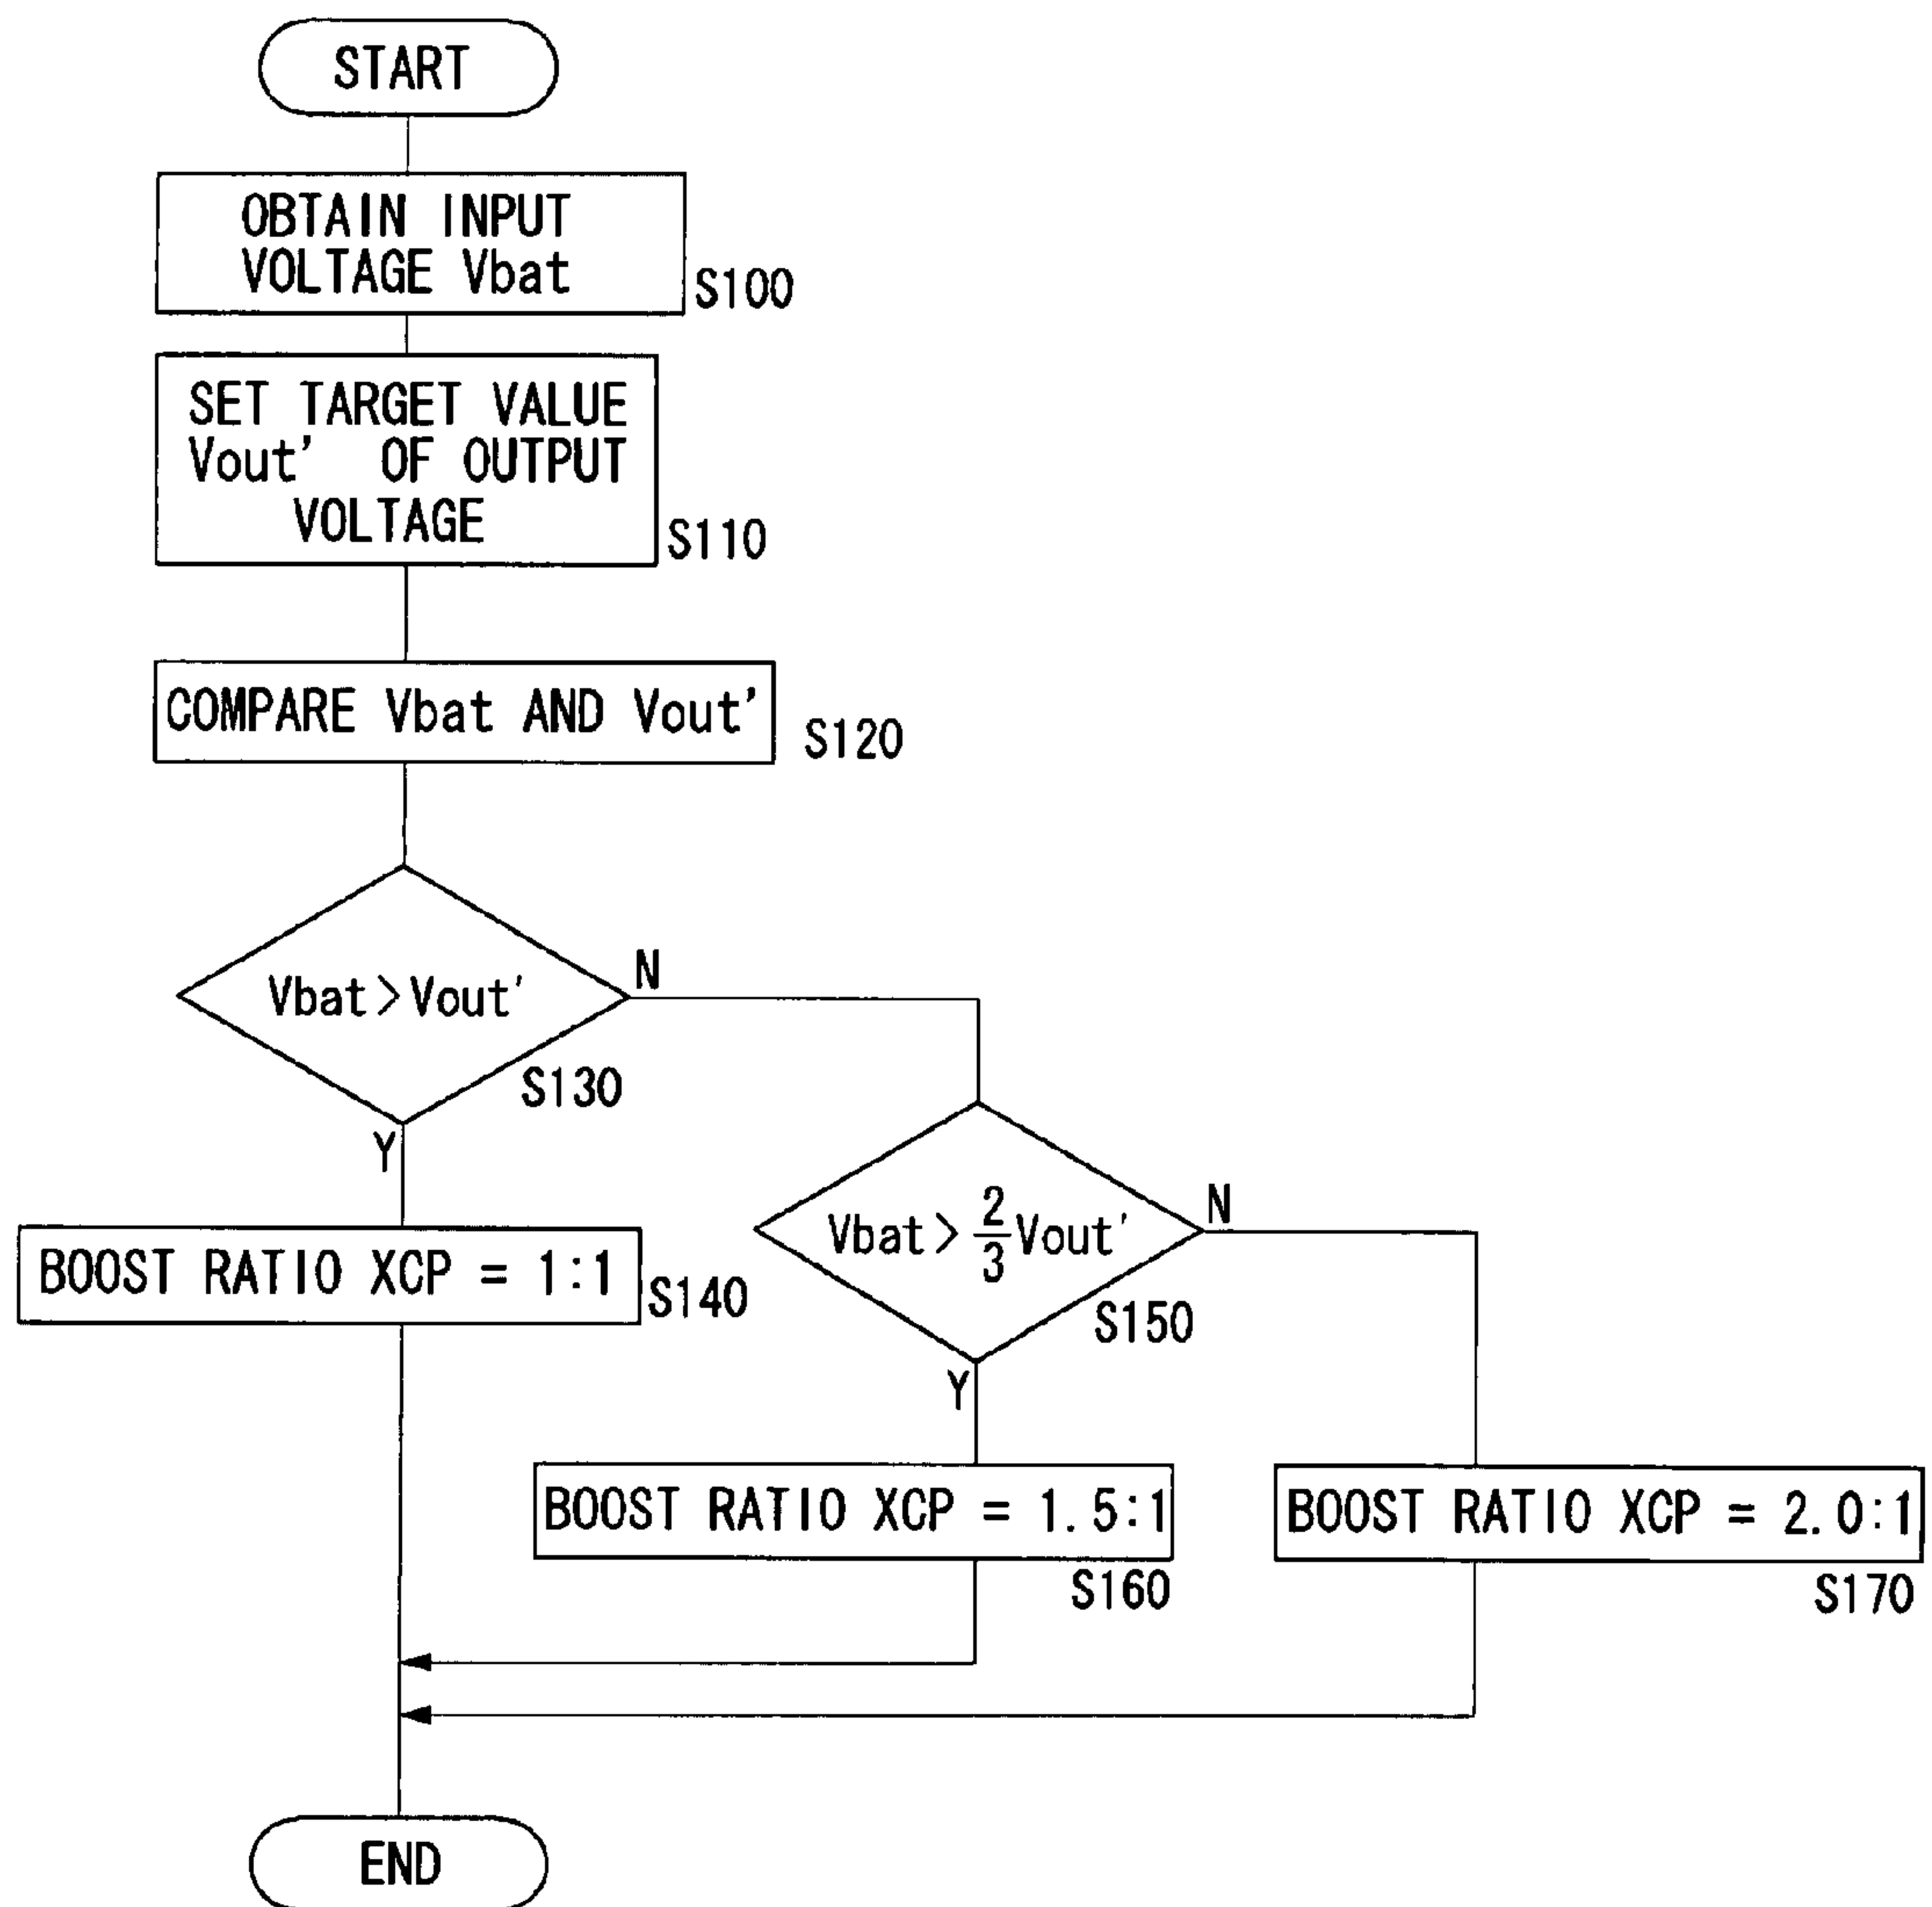 START
OBTAIN INPUT
VOLTAGE Vbat
S100
SET TARGET VALUE
Vout' OF OUTPUT
VOLTAGE
S110
COMPARE Vbat AND Vout'
S120
Vbat>Vout'
N
S130
Y
BOOST RATIO XCP = 1:1
S140
Vbat>2/3Vout'
N
S150
Y
BOOST RATIO XCP = 1.5:1
S160
BOOST RATIO XCP = 2.0:1
S170
END